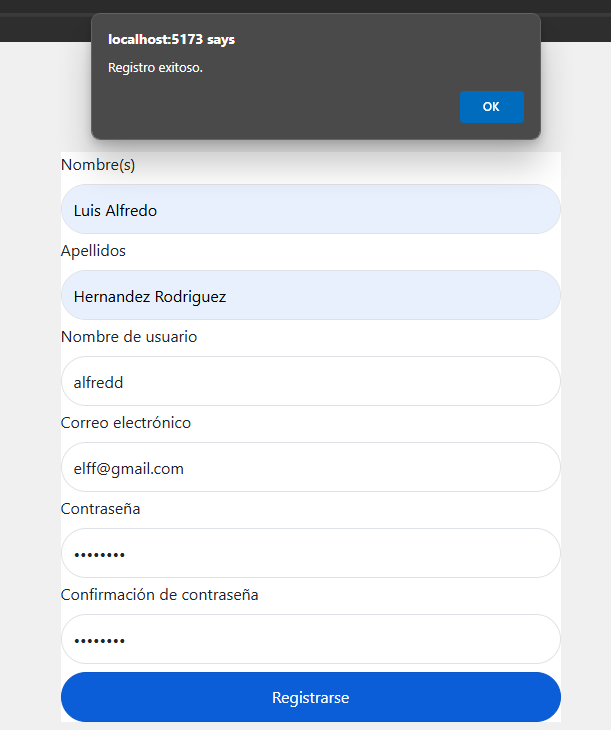 localhost:5173 says
Registro exitoso.
OK
Nombre(s)
Luis Alfredo
Apellidos
Hernandez Rodriguez
Nombre de usuario
alfredd
Correo electrónico
elff@gmail.com
Contraseña
••••••••
Confirmación de contraseña
••••••••
Registrarse